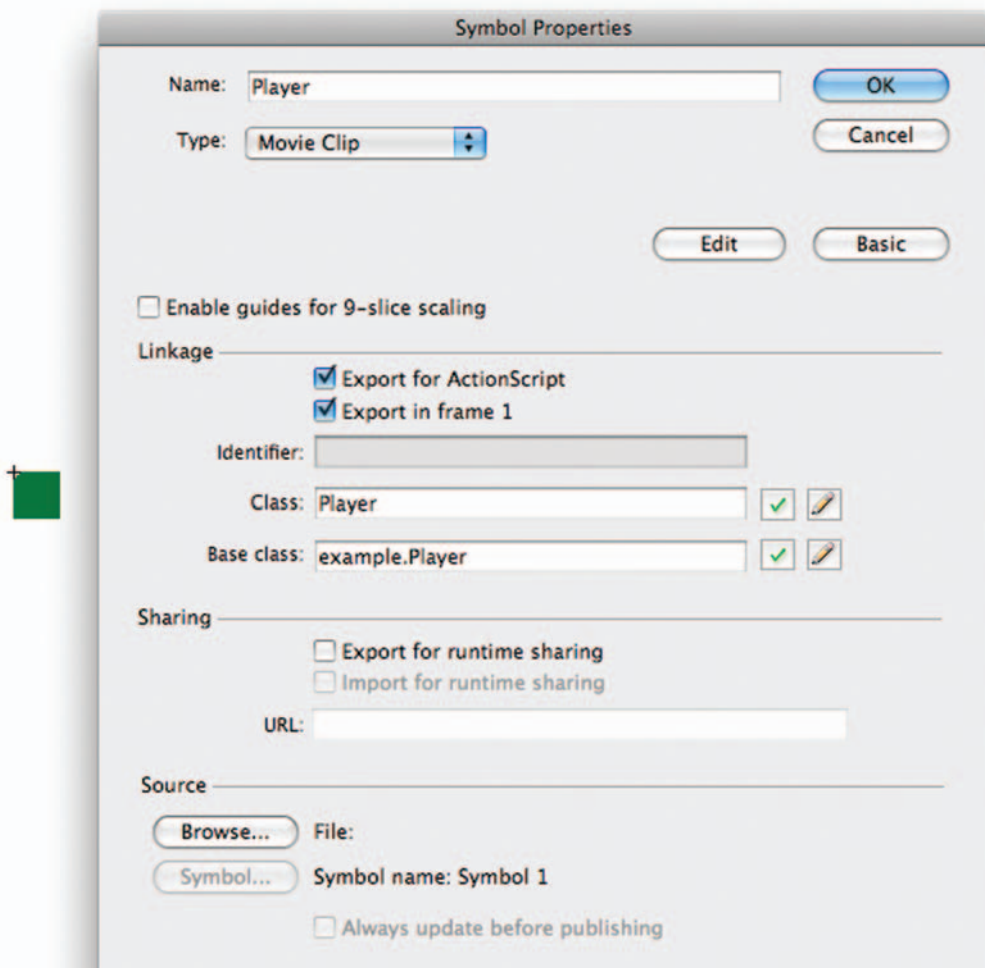 Symbol Properties
Name: Player
OK
Type: Movie Clip
Cancel
Edit
Basic
Enable guides for 9-slice scaling
Linkage
Export for ActionScript
Export in frame 1
Identifier:
Class: Player
Base class: example.Player
Sharing
Export for runtime sharing
Import for runtime sharing
URL:
Source
Browse... File:
Symbol... Symbol name: Symbol 1
Always update before publishing